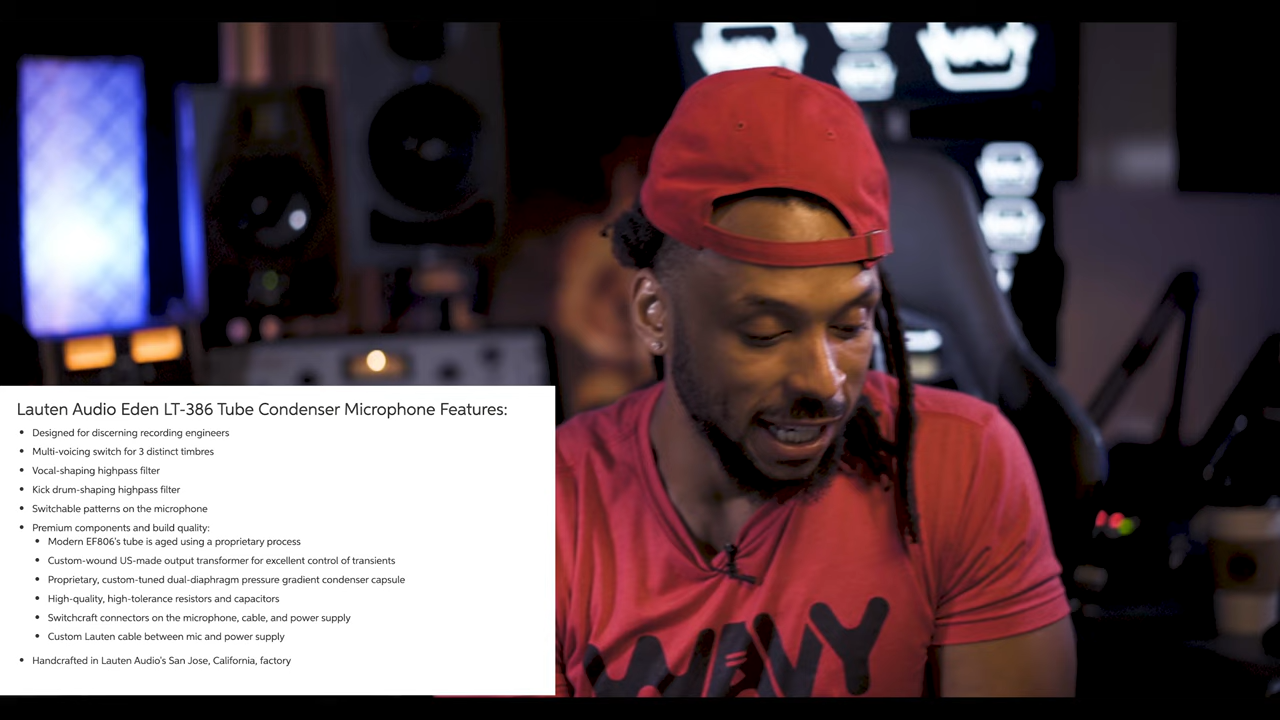 Lauten Audio Eden LT-386 Tube Condenser Microphone Features:
• Designed for discerning recording engineers
• Multi-voicing switch for 3 distinct timbres
• Vocal-shaping highpass filter
• Kick drum-shaping highpass filter
• Switchable patterns on the microphone
• Premium components and build quality:
• Modern EF806's tube is aged using a proprietary process
• Custom-wound US-made output transformer for excellent control of transients
• Proprietary, custom-tuned dual-diaphragm pressure gradient condenser capsule
• High-quality, high-tolerance resistors and capacitors
• Switchcraft connectors on the microphone, cable, and power supply
• Custom Lauten cable between mic and power supply
• Handcrafted in Lauten Audio's San Jose, California, factory
WAVY